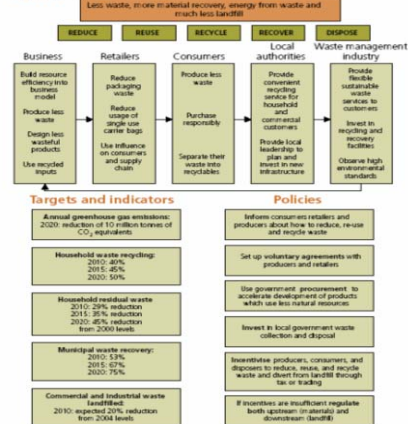 Less waste, more material recovery, energy from waste and
much less landfill
REDUCE
REUSE
RECYCLE
RECOVER
DISPOSE
Business
Retailers
Consumers
Local
authorities
Waste management
industry
Build resource
efficiency into
business
model
Produce less
waste
Design less
wasteful
products
Use recycled
inputs
Reduce
packaging
waste
Reduce
usage of
single use
carrier bags
Use influence
on consumers
and supply
chain
Produce less
waste
Purchase
responsibly
Separate their
waste into
recyclables
Provide
convenient
recycling
service for
household
and
commercial
customers
Provide local
leadership to
plan and
invest in new
infrastructure
Provide
flexible
sustainable
waste
services to
customers
Invest in
recycling and
recovery
facilities
Observe high
environmental
standards
Targets and indicators
Annual greenhouse gas emissions:
2020: reduction of 10 million tonnes of
CO2 equivalents
Household waste recycling:
2010: 40%
2015: 45%
2020: 50%
Household residual waste
2010: 29% reduction
2015: 35% reduction
2020: 45% reduction
from 2000 levels
Municipal waste recovery:
2010: 53%
2015: 67%
2020: 75%
Commercial and industrial waste
landfilled:
2010: expected 20% reduction
from 2004 levels
Policies
Inform consumers retailers and
producers about how to reduce, re-use
and recycle waste
Set up voluntary agreements with
producers and retailers
Use government procurement to
accelerate development of products
which use less natural resources
Invest in local government waste
collection and disposal
Incentivise producers, consumers, and
disposers to reduce, reuse, and recycle
waste and divert from landfill through
tax or trading
If incentives are insufficient regulate
both upstream (materials) and
downstream (landfill)